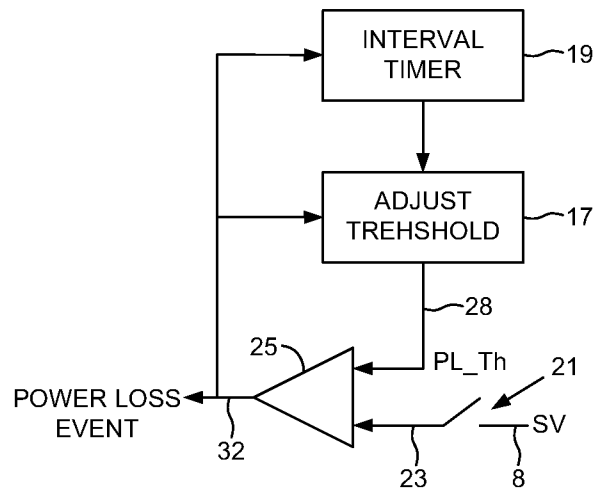 INTERVAL
TIMER
19
ADJUST
TREHSHOLD
17
28
25
PL_Th
21
POWER LOSS
EVENT
32
23
SV
8